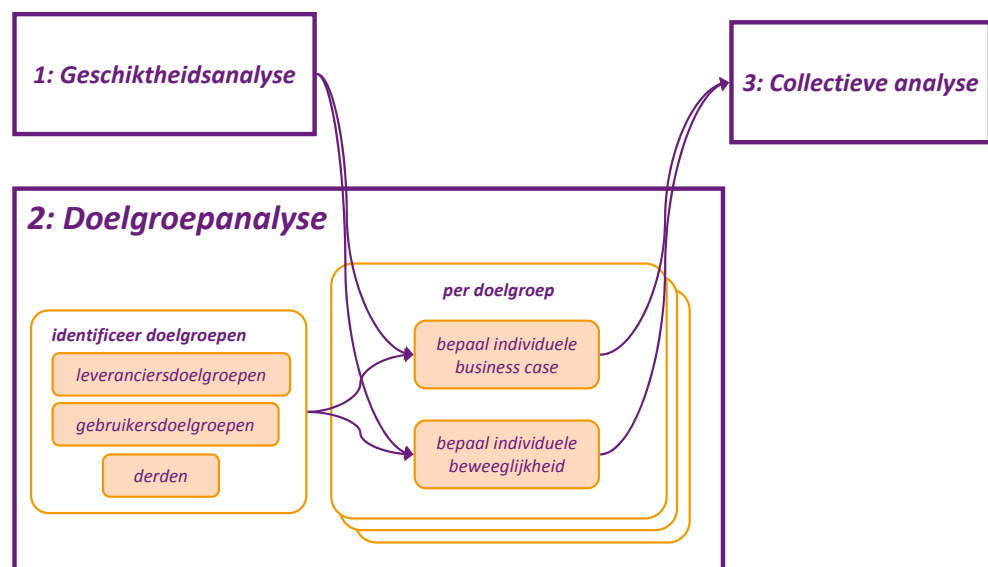 1: Geschiktheidsanalyse
3: Collectieve analyse
2: Doelgroepanalyse
identificeer doelgroepen
leveranciersdoelgroepen
gebruikersdoelgroepen
derden
per doelgroep
bepaal individuele
business case
bepaal individuele
beweeglijkheid